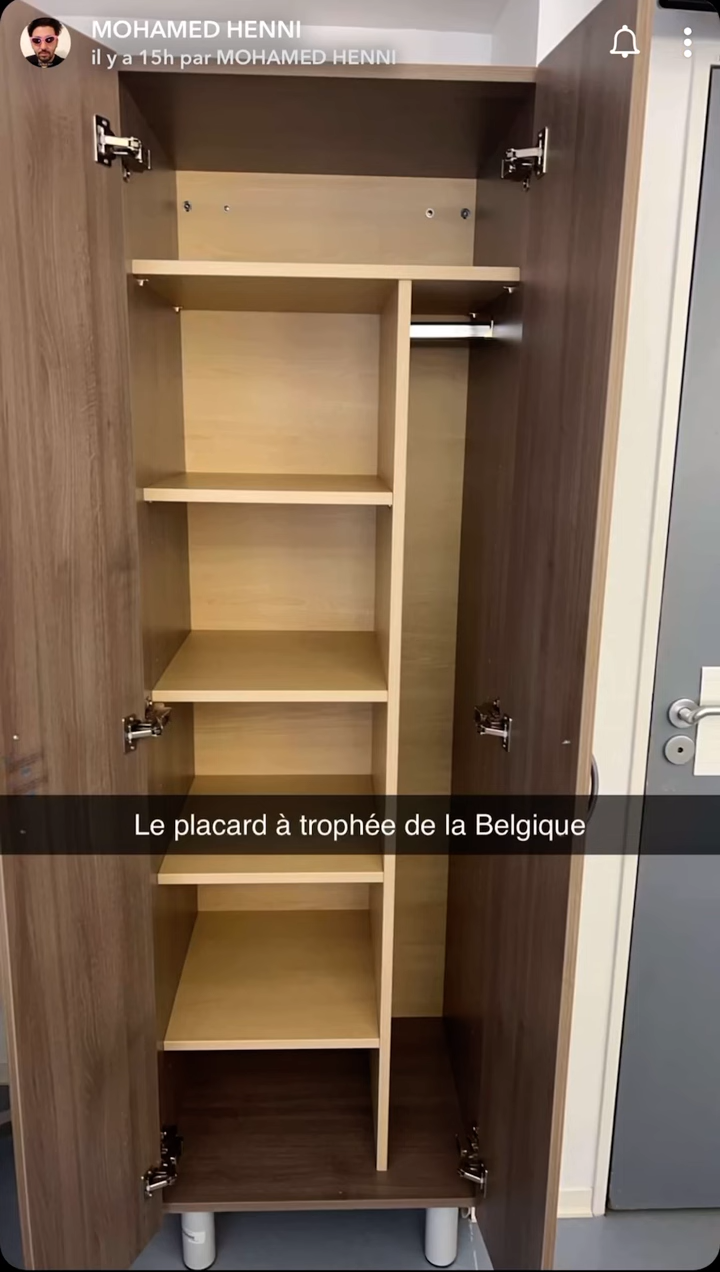 MOHAMED HENNI
il y a 15h par MOHAMED HENNI
Le placard à trophée de la Belgique